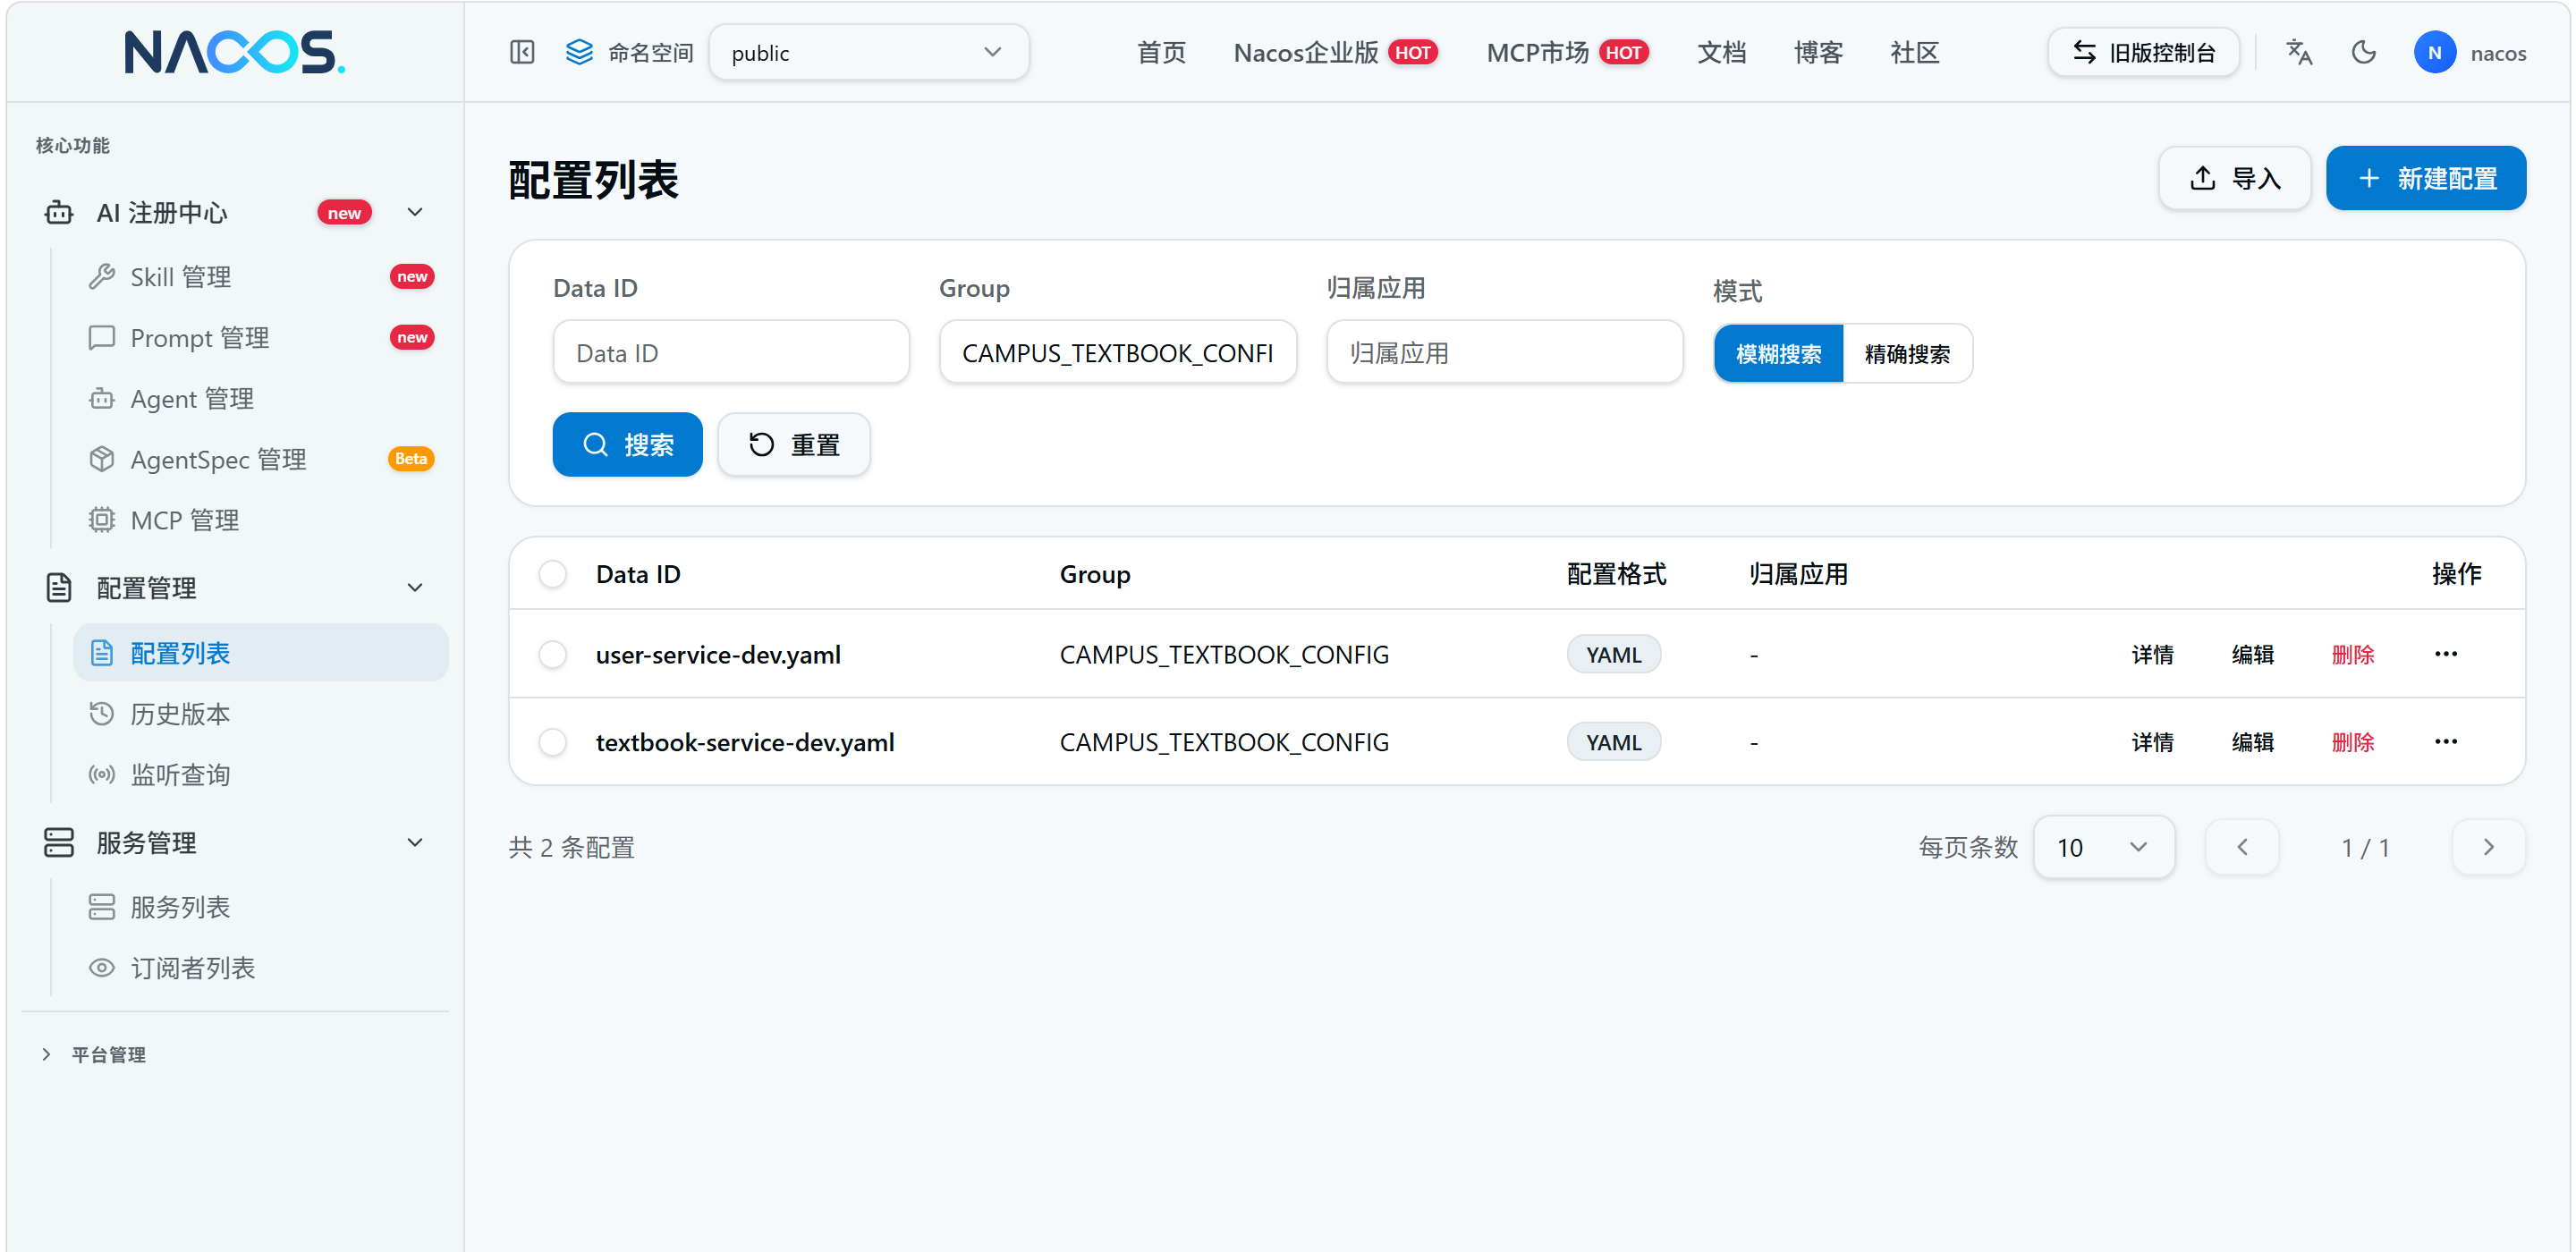 NACOS.
命名空间 public 首页 Nacos企业版 HOT MCP市场 HOT 文档 博客 社区 旧版控制台 N nacos
核心功能
AI 注册中心 new
Skill 管理 new
Prompt 管理 new
Agent 管理
AgentSpec 管理 Beta
MCP 管理
配置管理
配置列表
历史版本
监听查询
服务管理
服务列表
订阅者列表
平台管理
配置列表 导入 新建配置
Data ID Group 归属应用 模式
Data ID CAMPUS_TEXTBOOK_CONFI 归属应用 模糊搜索 精确搜索
搜索 重置
Data ID Group 配置格式 归属应用 操作
user-service-dev.yaml CAMPUS_TEXTBOOK_CONFIG YAML - 详情 编辑 删除 ···
textbook-service-dev.yaml CAMPUS_TEXTBOOK_CONFIG YAML - 详情 编辑 删除 ···
共 2 条配置 每页条数 10 1 / 1